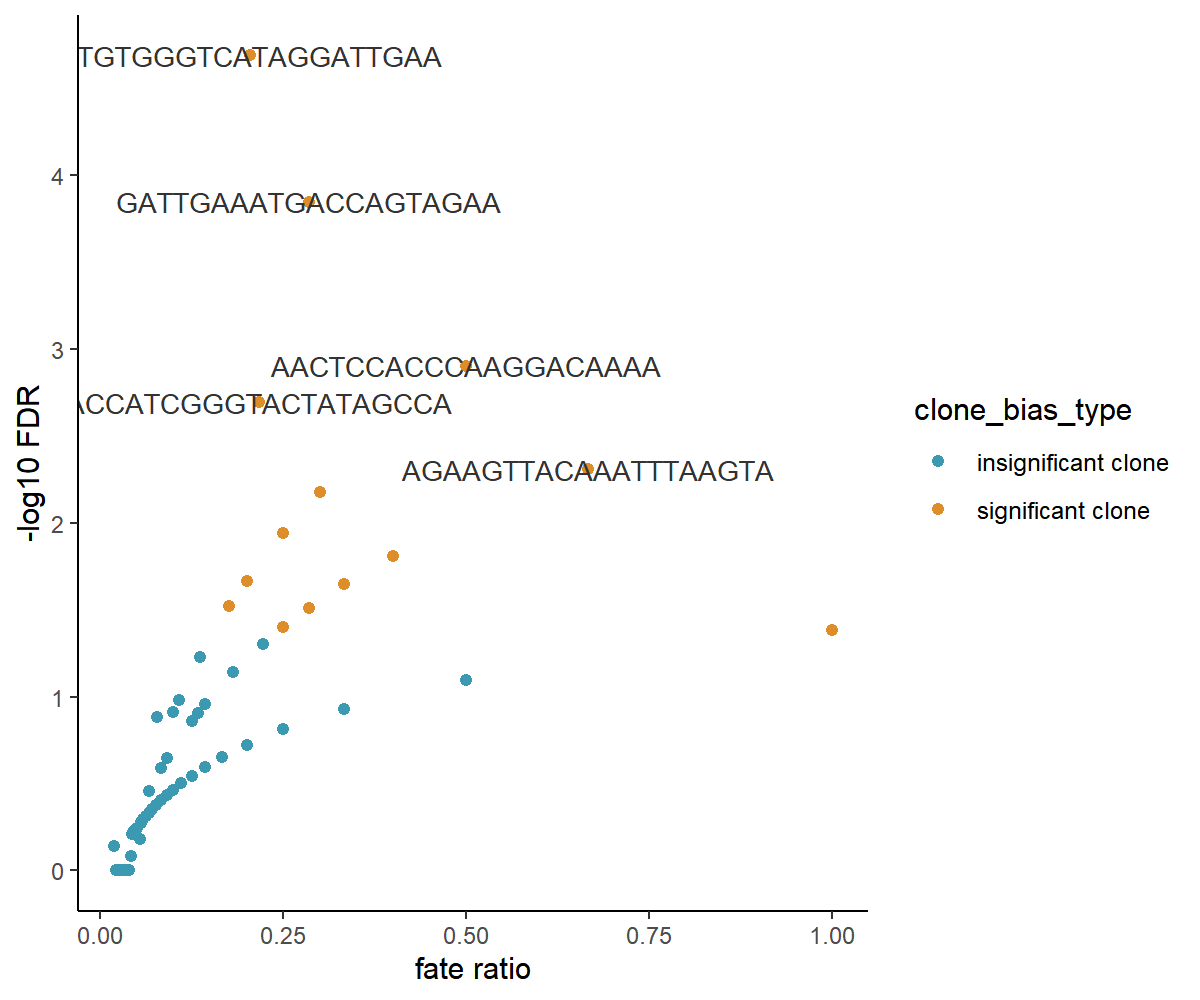 TGTGGGTCATAGGATTGAA
4
GATTGAAATGACCAGTAGAA
3
AACTCCACCCAAGGACAAAA
ACCATCGGGTACTATAGCCA
AGAAGTTACAAATTTAAGTA
2
1
0
-log10 FDR
0.00 0.25 0.50 0.75 1.00
fate ratio
clone_bias_type
insignificant clone
significant clone